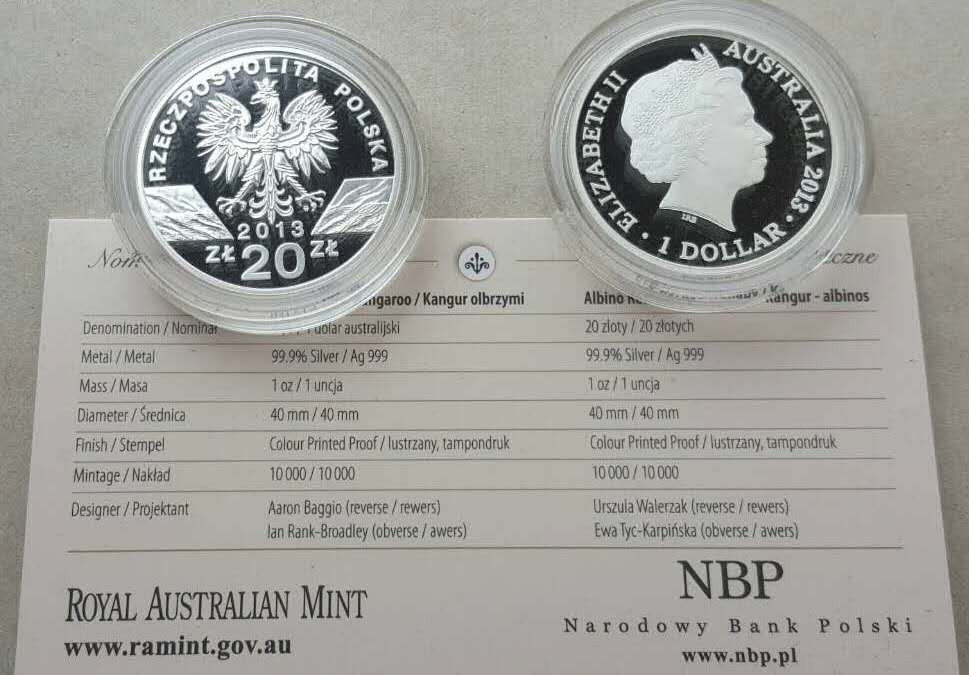 RZECZPOSPOLITA POLSKA
2013
ZŁ 20 ZŁ
ELIZABETH II AUSTRALIA 2013
IRB
1 DOLLAR
Kangur olbrzymi
Kangur - albinos
Denomination / Nominał dolar australijski 20 złoty / 20 złotych
Metal / Metal 99.9% Silver / Ag 999 99.9% Silver / Ag 999
Mass / Masa 1 oz / 1 uncja 1 oz / 1 uncja
Diameter / Średnica 40 mm / 40 mm 40 mm / 40 mm
Finish / Stempel Colour Printed Proof / lustrzany, tampondruk Colour Printed Proof / lustrzany, tampondruk
Mintage / Nakład 10 000 / 10 000 10 000 / 10 000
Designer / Projektant Aaron Baggio (reverse / rewers) Urszula Walerzak (reverse / rewers)
Ian Rank-Broadley (obverse / awers) Ewa Tyc-Karpińska (obverse / awers)
ROYAL AUSTRALIAN MINT
www.ramint.gov.au
NBP
Narodowy Bank Polski
www.nbp.pl